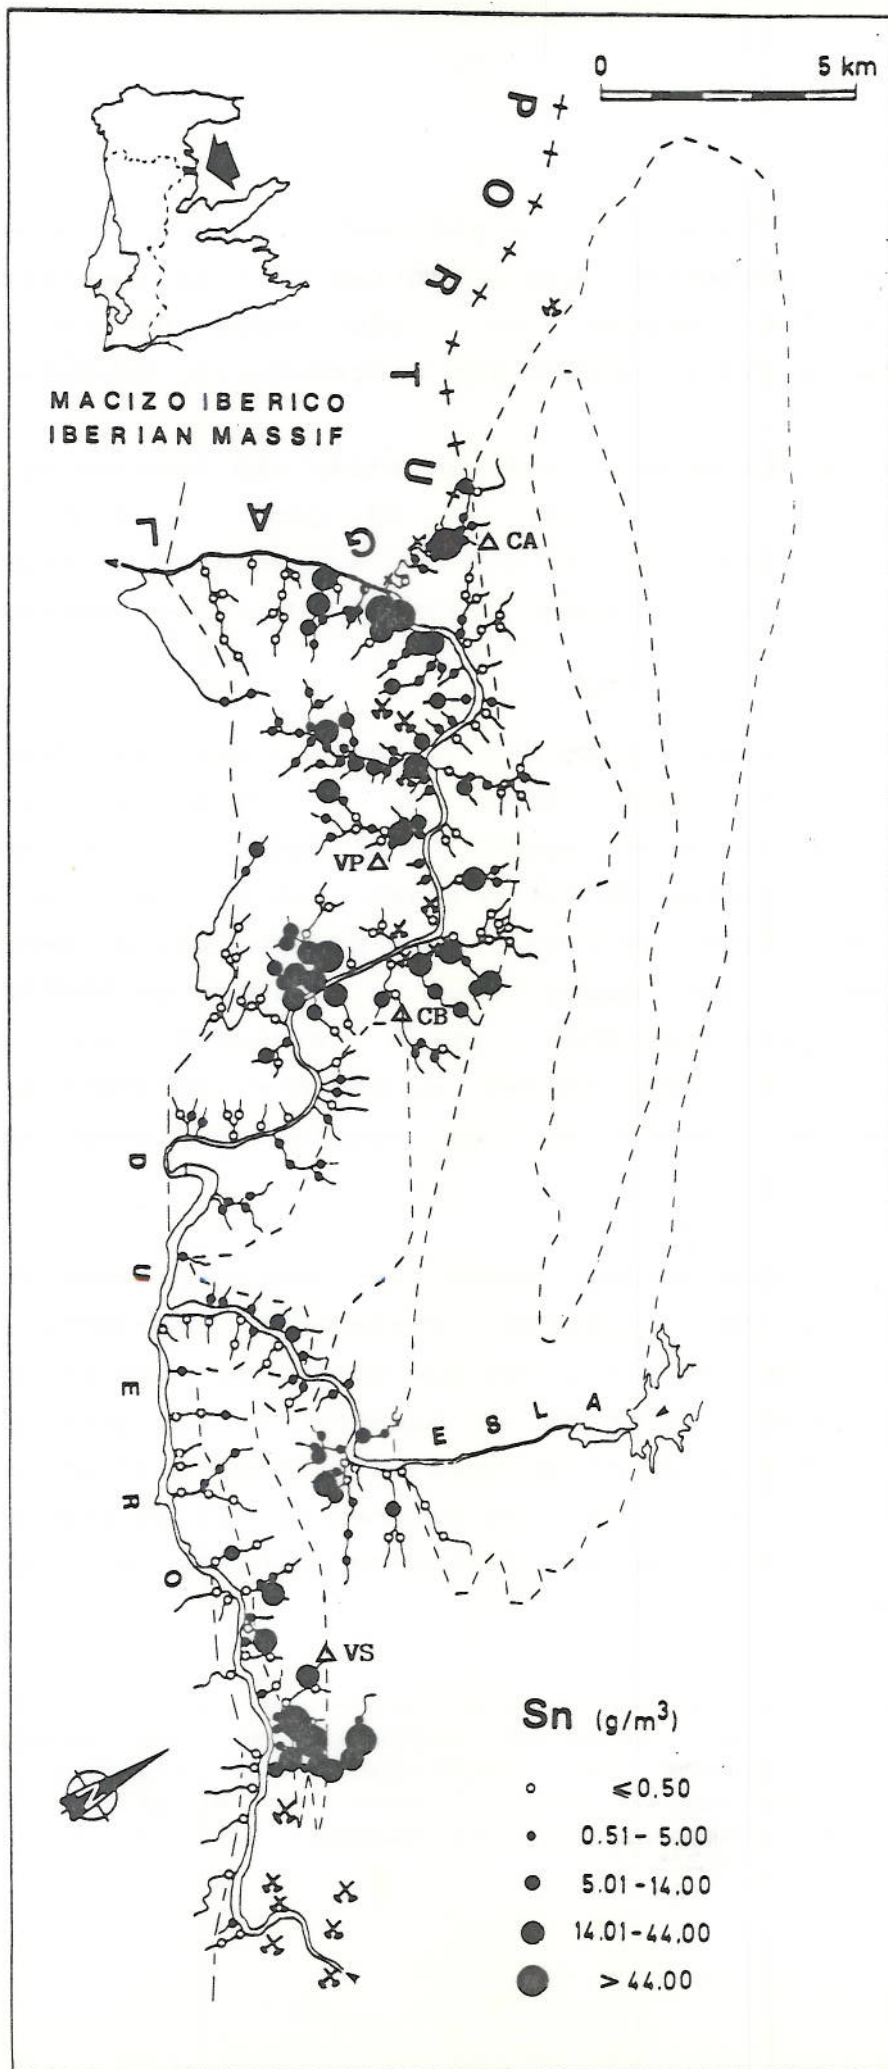 0 5 km
PORTUGAL
MACIZO IBERICO
IBERIAN MASSIF
CA
VP
CB
DUERO
ESLA
VS
N
Sn (g/m³)
≤0,50
0.51-5.00
5.01-14.00
14.01-44,00
>44.00